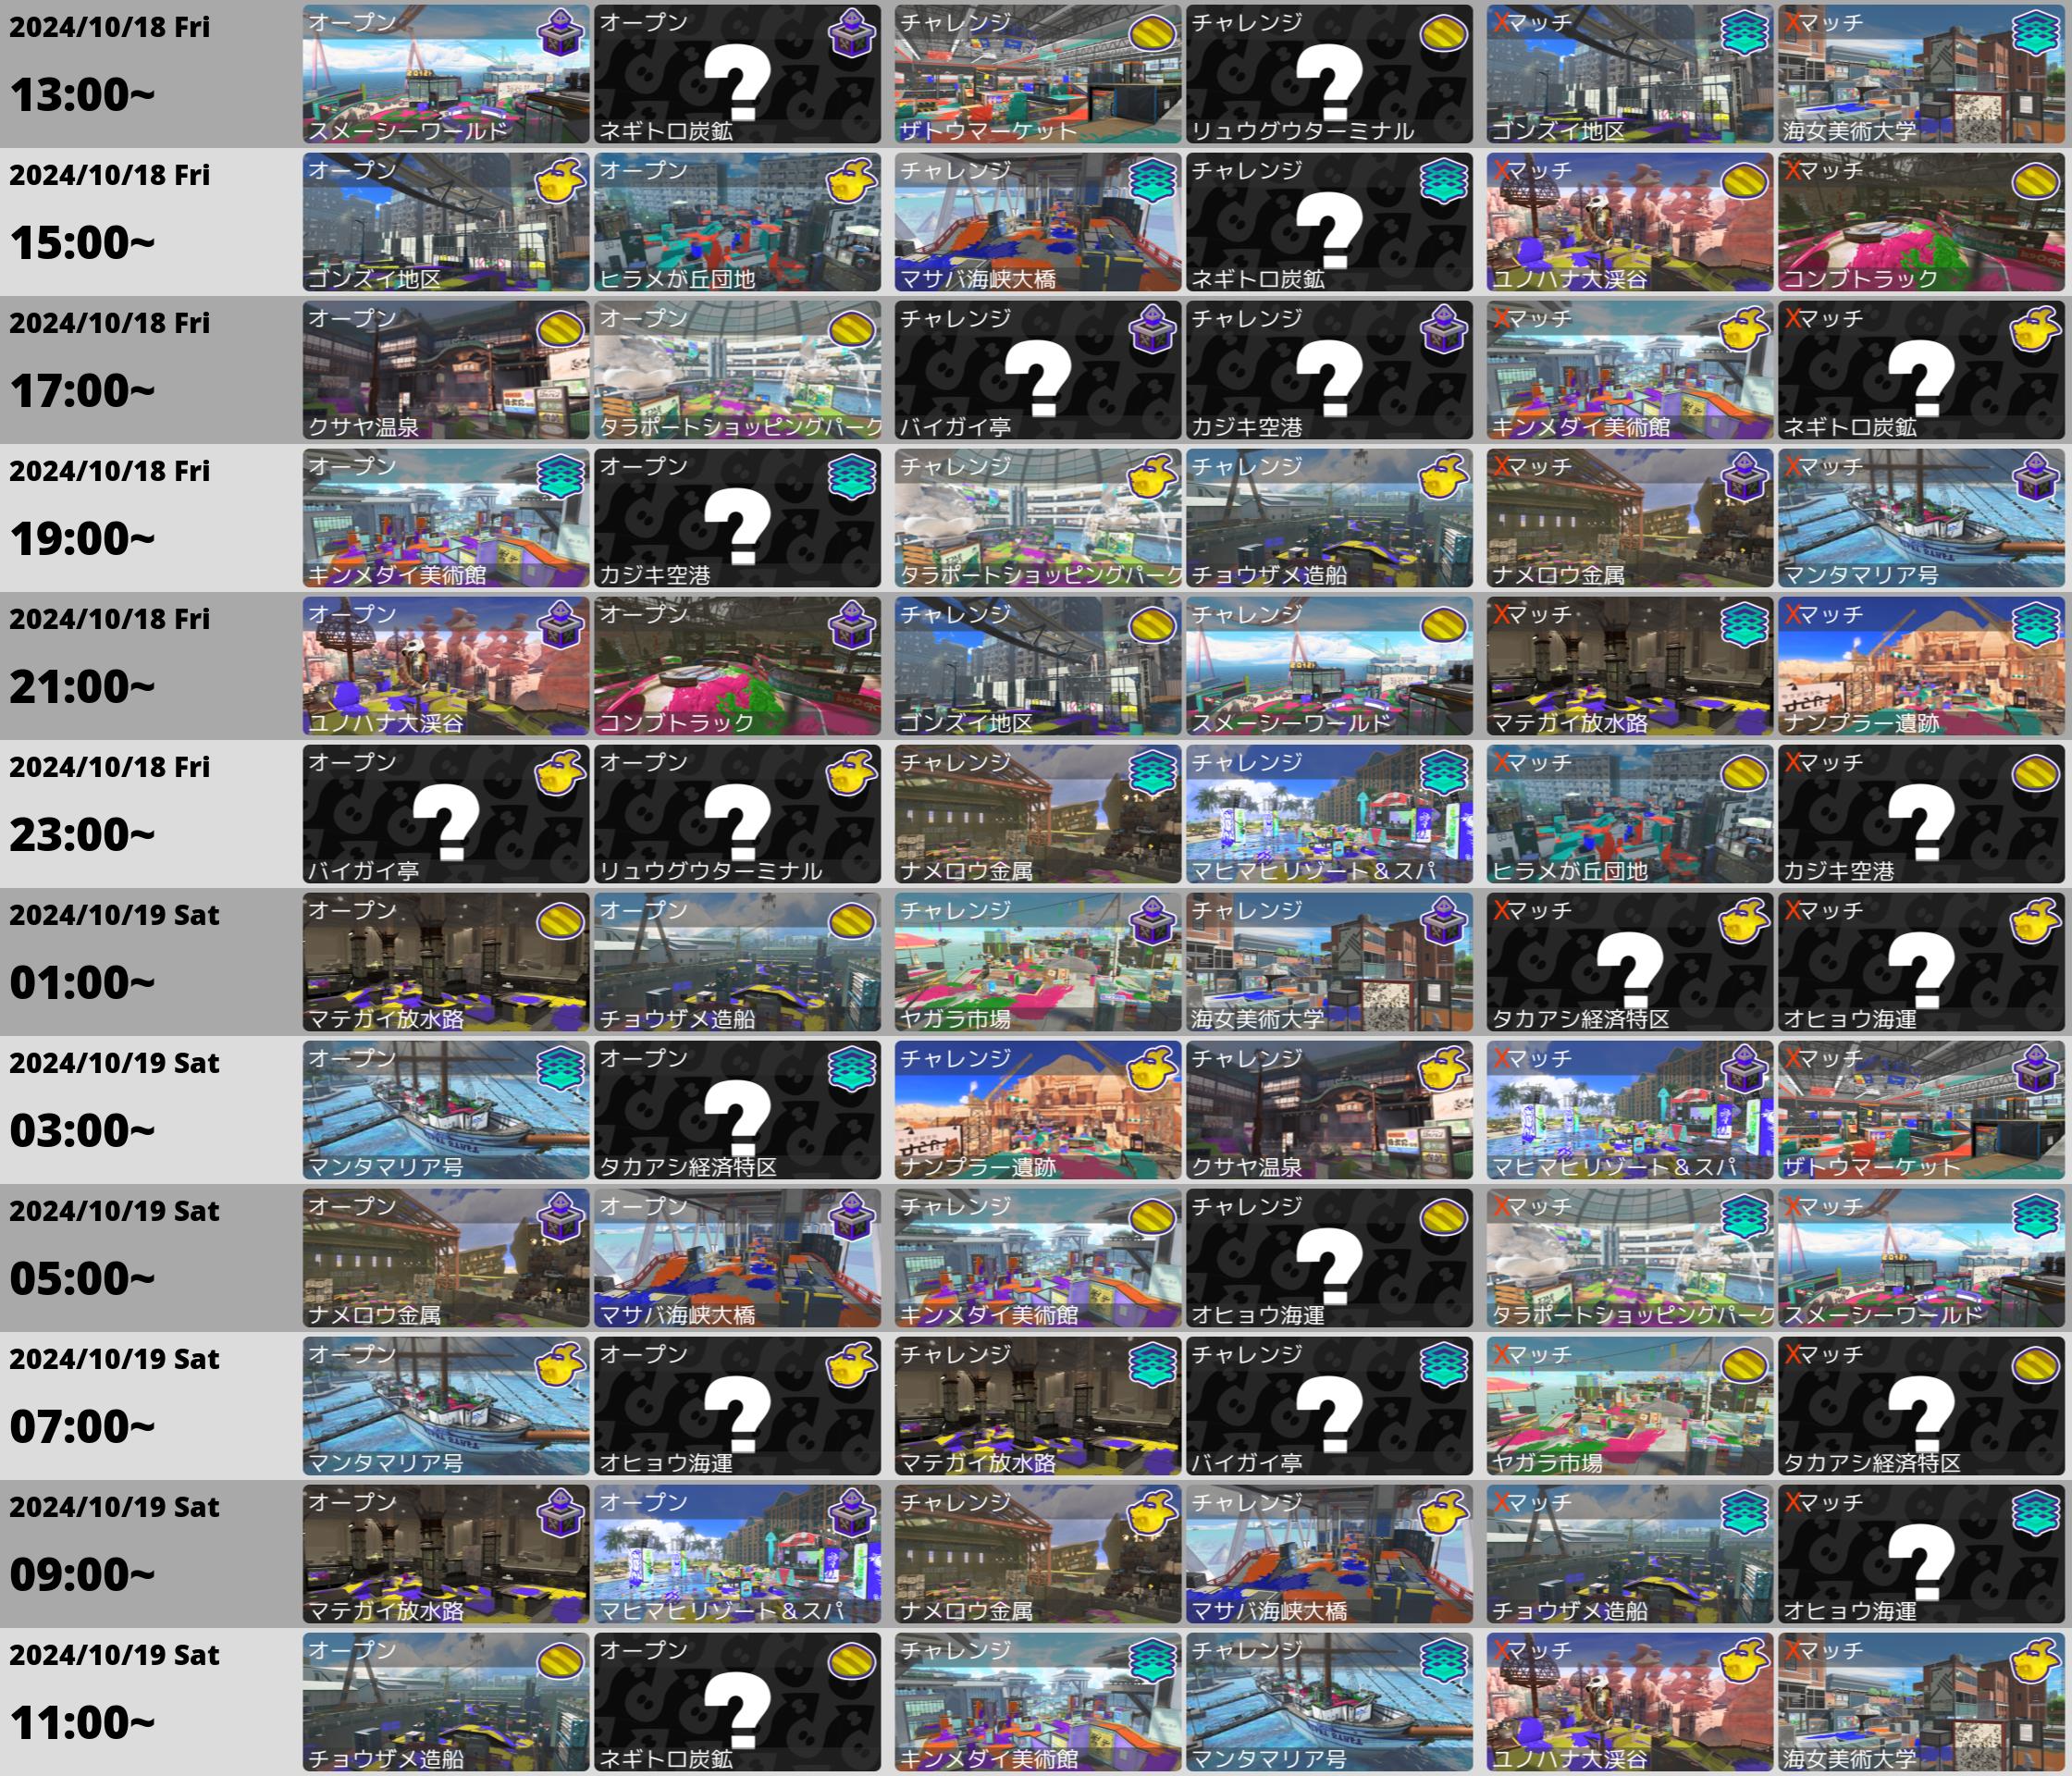 2024/10/18 Fri
13:00~
オープン
スメーシーワールド
オープン
ネギトロ炭鉱
チャレンジ
ザトウマーケット
チャレンジ
リュウグウターミナル
Xマッチ
ゴンズイ地区
Xマッチ
海女美術大学
2024/10/18 Fri
15:00~
オープン
ゴンズイ地区
オープン
ヒラメが丘団地
チャレンジ
マサバ海峡大橋
チャレンジ
ネギトロ炭鉱
Xマッチ
ユノハナ大渓谷
Xマッチ
コンブトラック
2024/10/18 Fri
17:00~
オープン
クサヤ温泉
オープン
タラポートショッピングパーク
チャレンジ
バイガイ亭
チャレンジ
カジキ空港
Xマッチ
キンメダイ美術館
Xマッチ
ネギトロ炭鉱
2024/10/18 Fri
19:00~
オープン
キンメダイ美術館
オープン
カジキ空港
チャレンジ
タラポートショッピングパーク
チャレンジ
チョウザメ造船
Xマッチ
ナメロウ金属
Xマッチ
マンタマリア号
2024/10/18 Fri
21:00~
オープン
ユノハナ大渓谷
オープン
コンブトラック
チャレンジ
ゴンズイ地区
チャレンジ
スメーシーワールド
Xマッチ
マテガイ放水路
Xマッチ
ナンプラー遺跡
2024/10/18 Fri
23:00~
オープン
バイガイ亭
オープン
リュウグウターミナル
チャレンジ
ナメロウ金属
チャレンジ
マヒマヒリゾート＆スパ
Xマッチ
ヒラメが丘団地
Xマッチ
カジキ空港
2024/10/19 Sat
01:00~
オープン
マテガイ放水路
オープン
チョウザメ造船
チャレンジ
ヤガラ市場
チャレンジ
海女美術大学
Xマッチ
タカアシ経済特区
Xマッチ
オヒョウ海運
2024/10/19 Sat
03:00~
オープン
マンタマリア号
オープン
タカアシ経済特区
チャレンジ
ナンプラー遺跡
チャレンジ
クサヤ温泉
Xマッチ
マヒマヒリゾート＆スパ
Xマッチ
ザトウマーケット
2024/10/19 Sat
05:00~
オープン
ナメロウ金属
オープン
マサバ海峡大橋
チャレンジ
キンメダイ美術館
チャレンジ
オヒョウ海運
Xマッチ
タラポートショッピングパーク
Xマッチ
スメーシーワールド
2024/10/19 Sat
07:00~
オープン
マンタマリア号
オープン
オヒョウ海運
チャレンジ
マテガイ放水路
チャレンジ
バイガイ亭
Xマッチ
ヤガラ市場
Xマッチ
タカアシ経済特区
2024/10/19 Sat
09:00~
オープン
マテガイ放水路
オープン
マヒマヒリゾート＆スパ
チャレンジ
ナメロウ金属
チャレンジ
マサバ海峡大橋
Xマッチ
チョウザメ造船
Xマッチ
オヒョウ海運
2024/10/19 Sat
11:00~
オープン
チョウザメ造船
オープン
ネギトロ炭鉱
チャレンジ
キンメダイ美術館
チャレンジ
マンタマリア号
Xマッチ
ユノハナ大渓谷
Xマッチ
海女美術大学